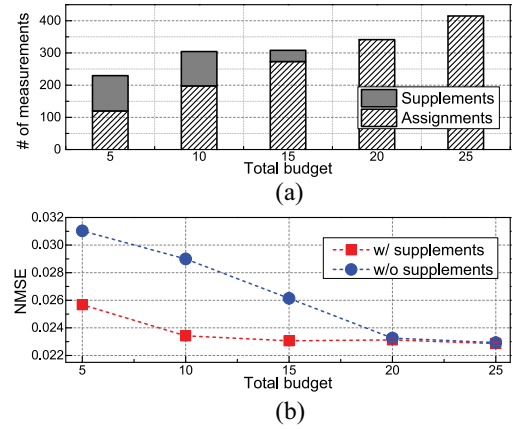 # of measurements
400
300
200
100
0
Supplements
Assignments
5 10 15 20 25
Total budget
(a)
NMSE
0.032
0.030
0.028
0.026
0.024
0.022
w/ supplements
w/o supplements
5 10 15 20 25
Total budget
(b)